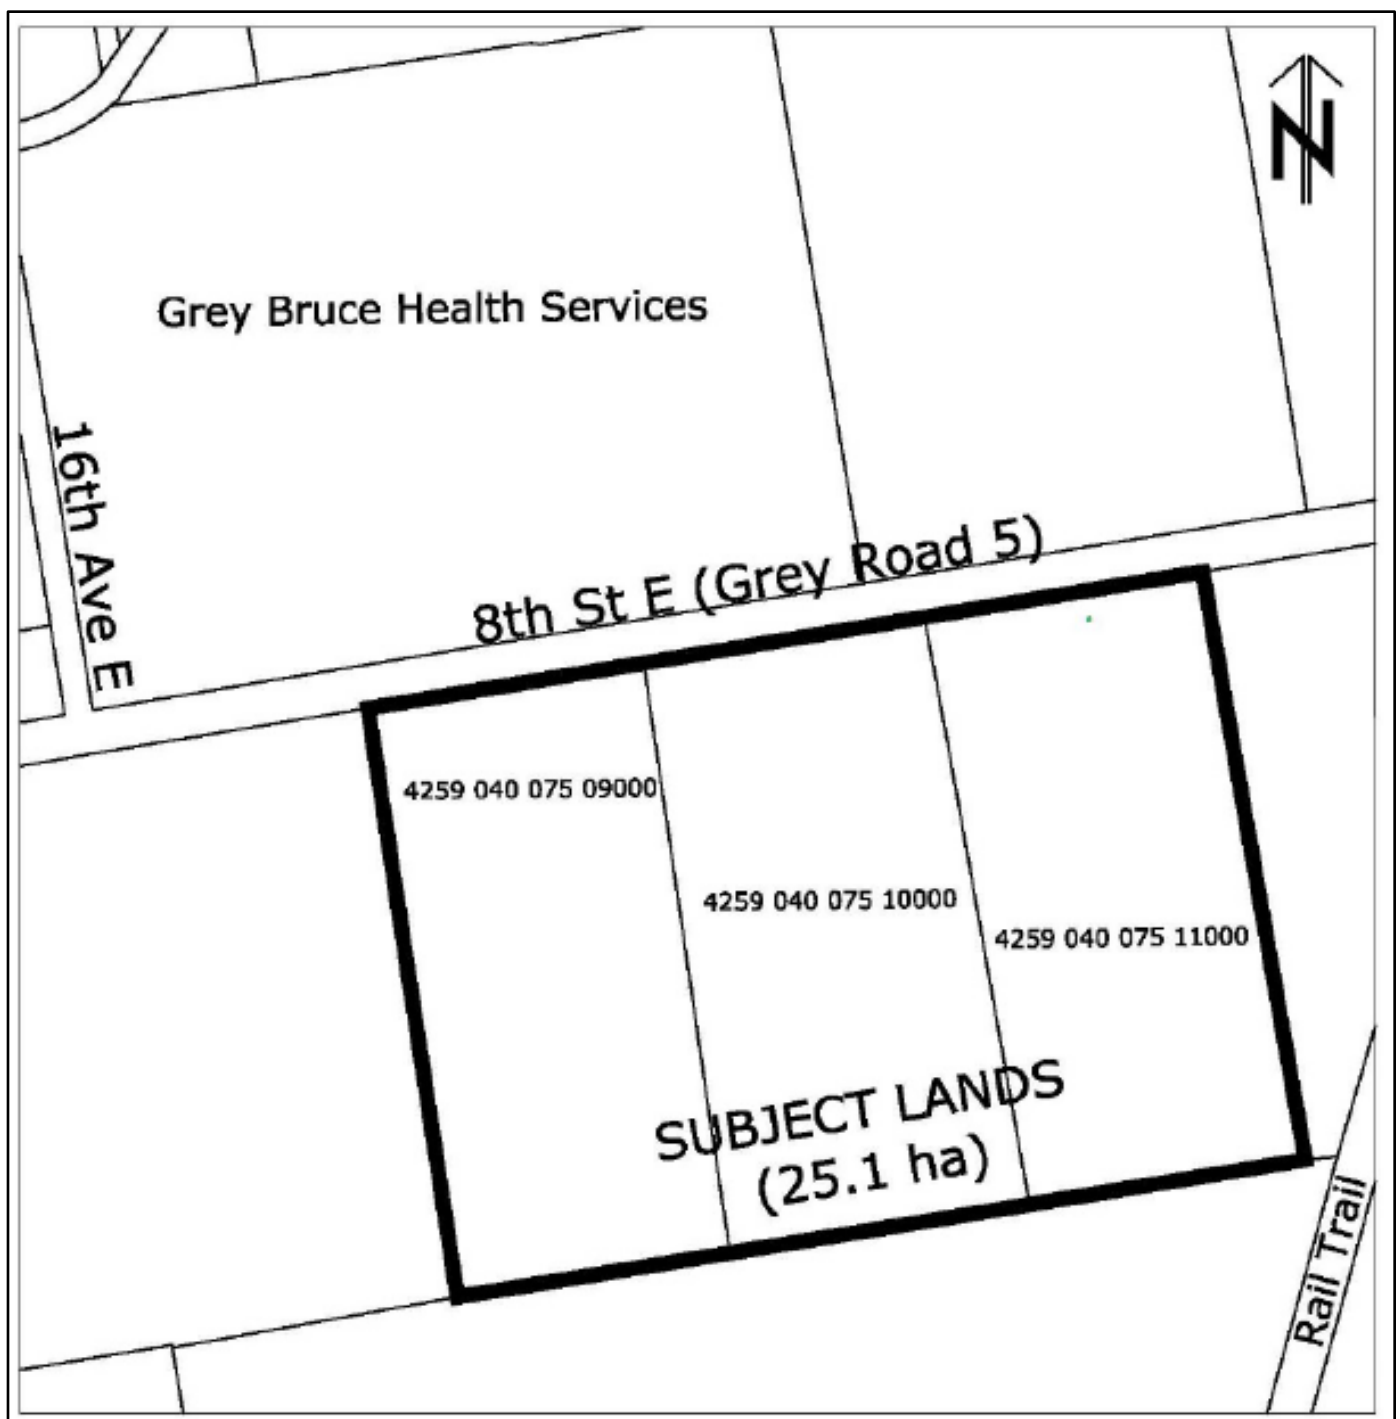 N
Grey Bruce Health Services
16th Ave E
8th St E (Grey Road 5)
4259 040 075 09000
4259 040 075 10000
4259 040 075 11000
SUBJECT LANDS
(25.1 ha)
Rail Trail